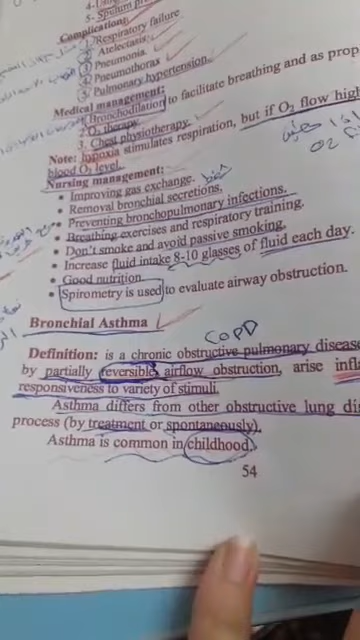 5- Sputum
Complication:
1- Respiratory failure
2- Atelectasis
3- Pneumonia.
4- Pneumothorax
5- Pulmonary hypertension.
Medical management:
1. Bronchodilation to facilitate breathing and as
2. O₂ therapy.
3. Chest physiotherapy.
Note: hypoxia stimulates respiration, but if O₂ flow high
blood O₂ level.
Nursing management:
• Improving gas exchange.
• Removal bronchial secretions.
• Preventing bronchopulmonary infections.
• Breathing exercises and respiratory training.
• Don't smoke and avoid passive smoking.
• Increase fluid intake 8-10 glasses of fluid each day.
• Good nutrition
• Spirometry is used to evaluate airway obstruction.
Bronchial Asthma
COPD
Definition: is a chronic obstructive pulmonary disease
by partially reversible airflow obstruction, arise
responsiveness to variety of stimuli
Asthma differs from other obstructive lung
process (by treatment or spontaneously).
Asthma is common in childhood.
54